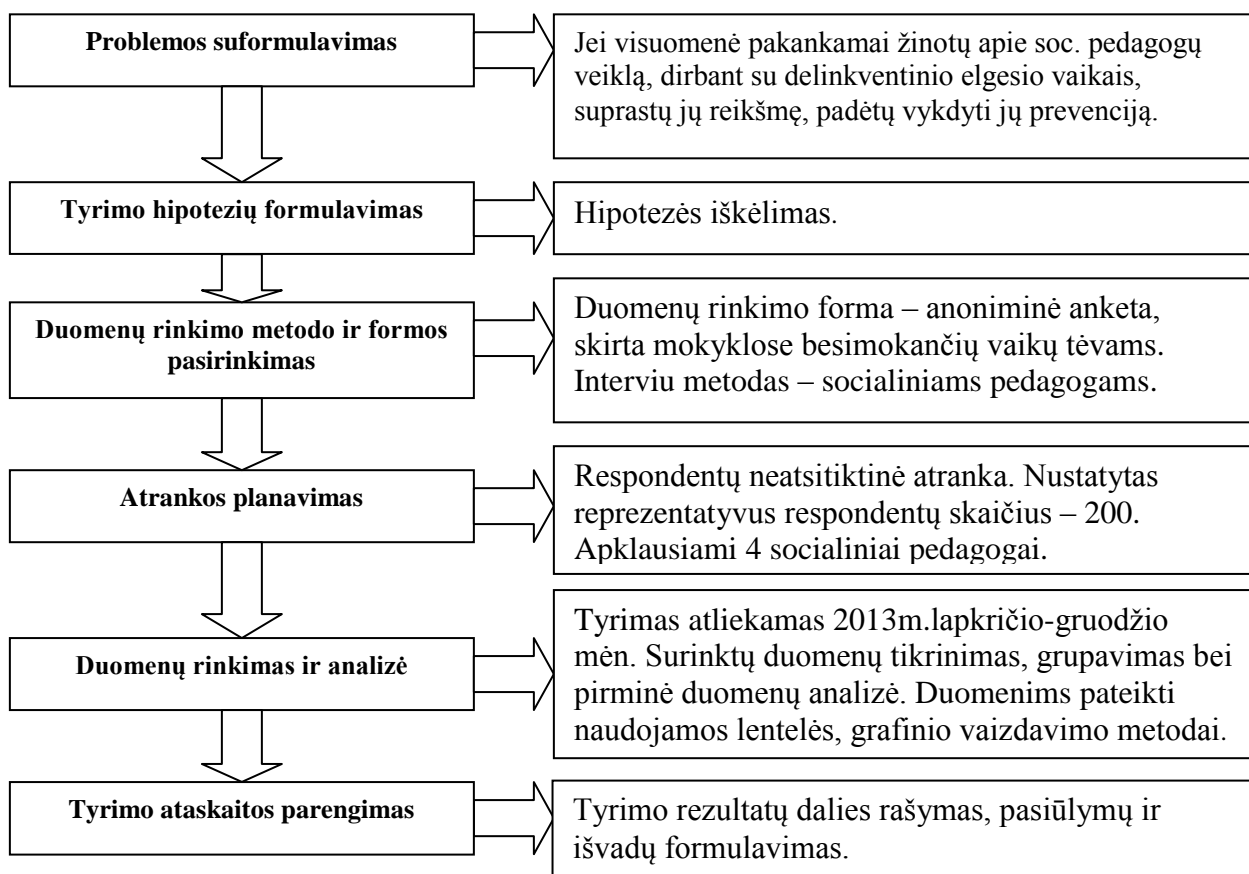 Problemos suformulavimas
Jei visuomenė pakankamai žinotų apie soc. pedagogų
veiklą, dirbant su delinkventinio elgesio vaikais,
suprastų jų reikšmę, padėtų vykdyti jų prevenciją.
Tyrimo hipotezių formulavimas
Hipotezės iškėlimas.
Duomenų rinkimo metodo ir formos
pasirinkimas
Duomenų rinkimo forma – anoniminė anketa,
skirta mokyklose besimokančių vaikų tėvams.
Interviu metodas – socialiniams pedagogams.
Atrankos planavimas
Respondentų neatsitiktinė atranka. Nustatytas
reprezentatyvus respondentų skaičius – 200.
Apklausiami 4 socialiniai pedagogai.
Duomenų rinkimas ir analizė
Tyrimas atliekamas 2013m.lapkričio-gruodžio
mėn. Surinktų duomenų tikrinimas, grupavimas bei
pirminė duomenų analizė. Duomenims pateikti
naudojamos lentelės, grafinio vaizdavimo metodai.
Tyrimo ataskaitos parengimas
Tyrimo rezultatų dalies rašymas, pasiūlymų ir
išvadų formulavimas.